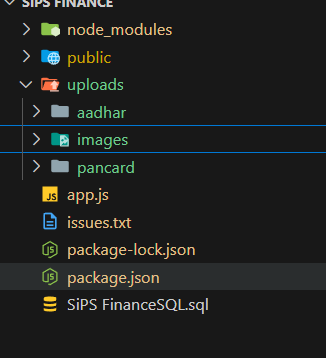 SIPS FINANCE
node_modules
public
uploads
aadhar
images
pancard
JS app.js
issues.txt
package-lock.json
package.json
SiPS FinanceSQL.sql